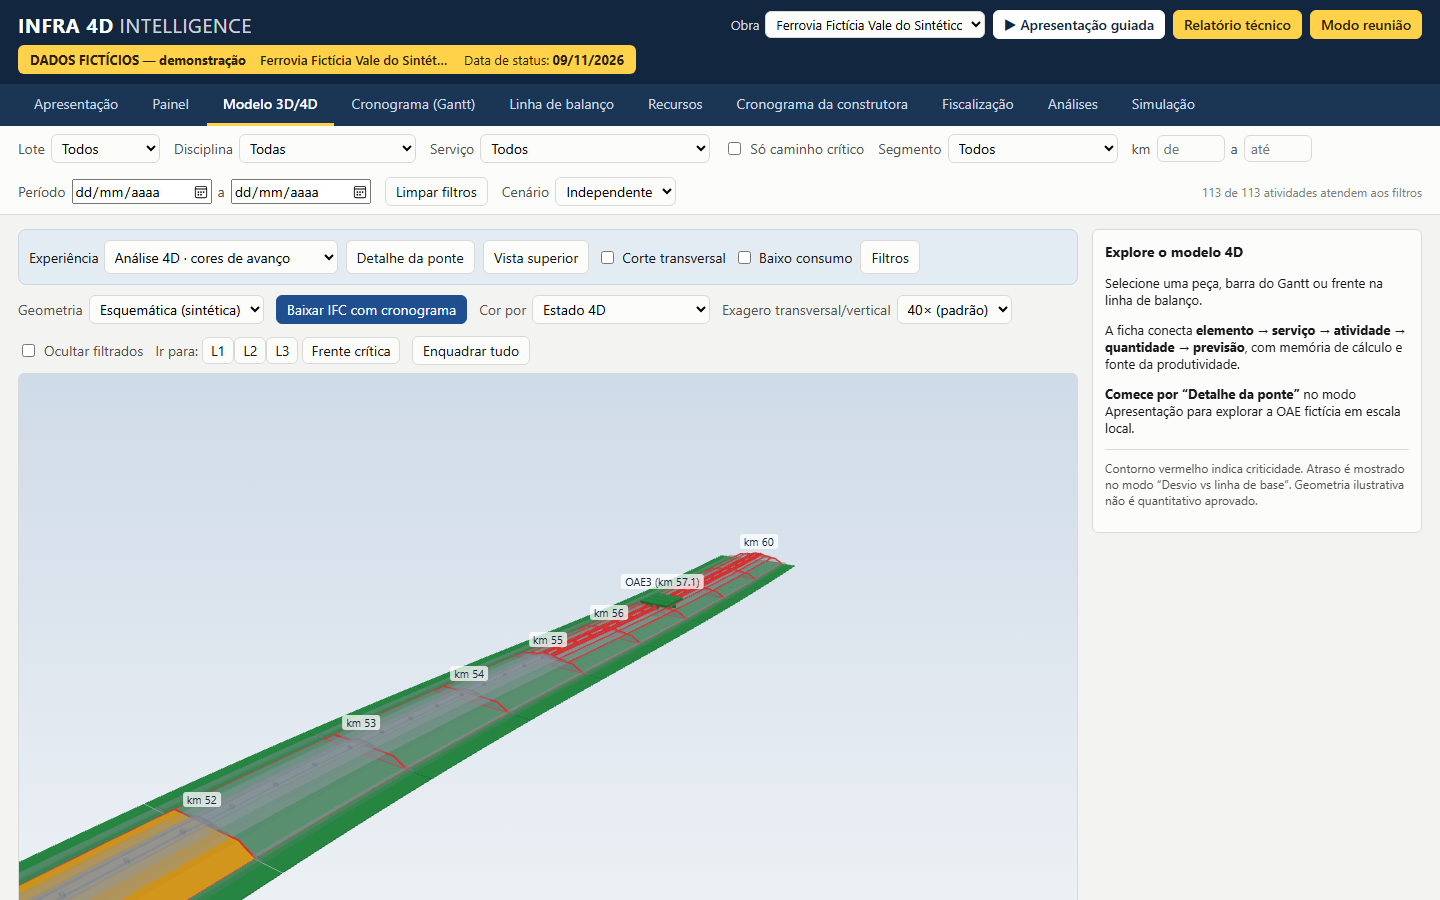 INFRA 4D INTELLIGENCE
Obra Ferrovia Fictícia Vale do Sintético ▶ Apresentação guiada Relatório técnico Modo reunião
DADOS FICTÍCIOS — demonstração Ferrovia Fictícia Vale do Sintét... Data de status: 09/11/2026
Apresentação Painel Modelo 3D/4D Cronograma (Gantt) Linha de balanço Recursos Cronograma da construtora Fiscalização Análises Simulação
Lote Todos Disciplina Todas Serviço Todos Só caminho crítico Segmento Todos km de a até
Período dd/mm/aaaa a dd/mm/aaaa Limpar filtros Cenário Independente 113 de 113 atividades atendem aos filtros
Experiência Análise 4D · cores de avanço Detalhe da ponte Vista superior Corte transversal Baixo consumo Filtros
Geometria Esquemática (sintética) Baixar IFC com cronograma Cor por Estado 4D Exagero transversal/vertical 40× (padrão)
Ocultar filtrados Ir para: L1 L2 L3 Frente crítica Enquadrar tudo
km 60
OAE3 (km 57.1)
km 56
km 55
km 54
km 53
km 52
Explore o modelo 4D
Selecione uma peça, barra do Gantt ou frente na
linha de balanço.
A ficha conecta elemento → serviço → atividade →
quantidade → previsão, com memória de cálculo e
fonte da produtividade.
Comece por “Detalhe da ponte” no modo
Apresentação para explorar a OAE fictícia em escala
local.
Contorno vermelho indica criticidade. Atraso é mostrado
no modo “Desvio vs linha de base”. Geometria ilustrativa
não é quantitativo aprovado.